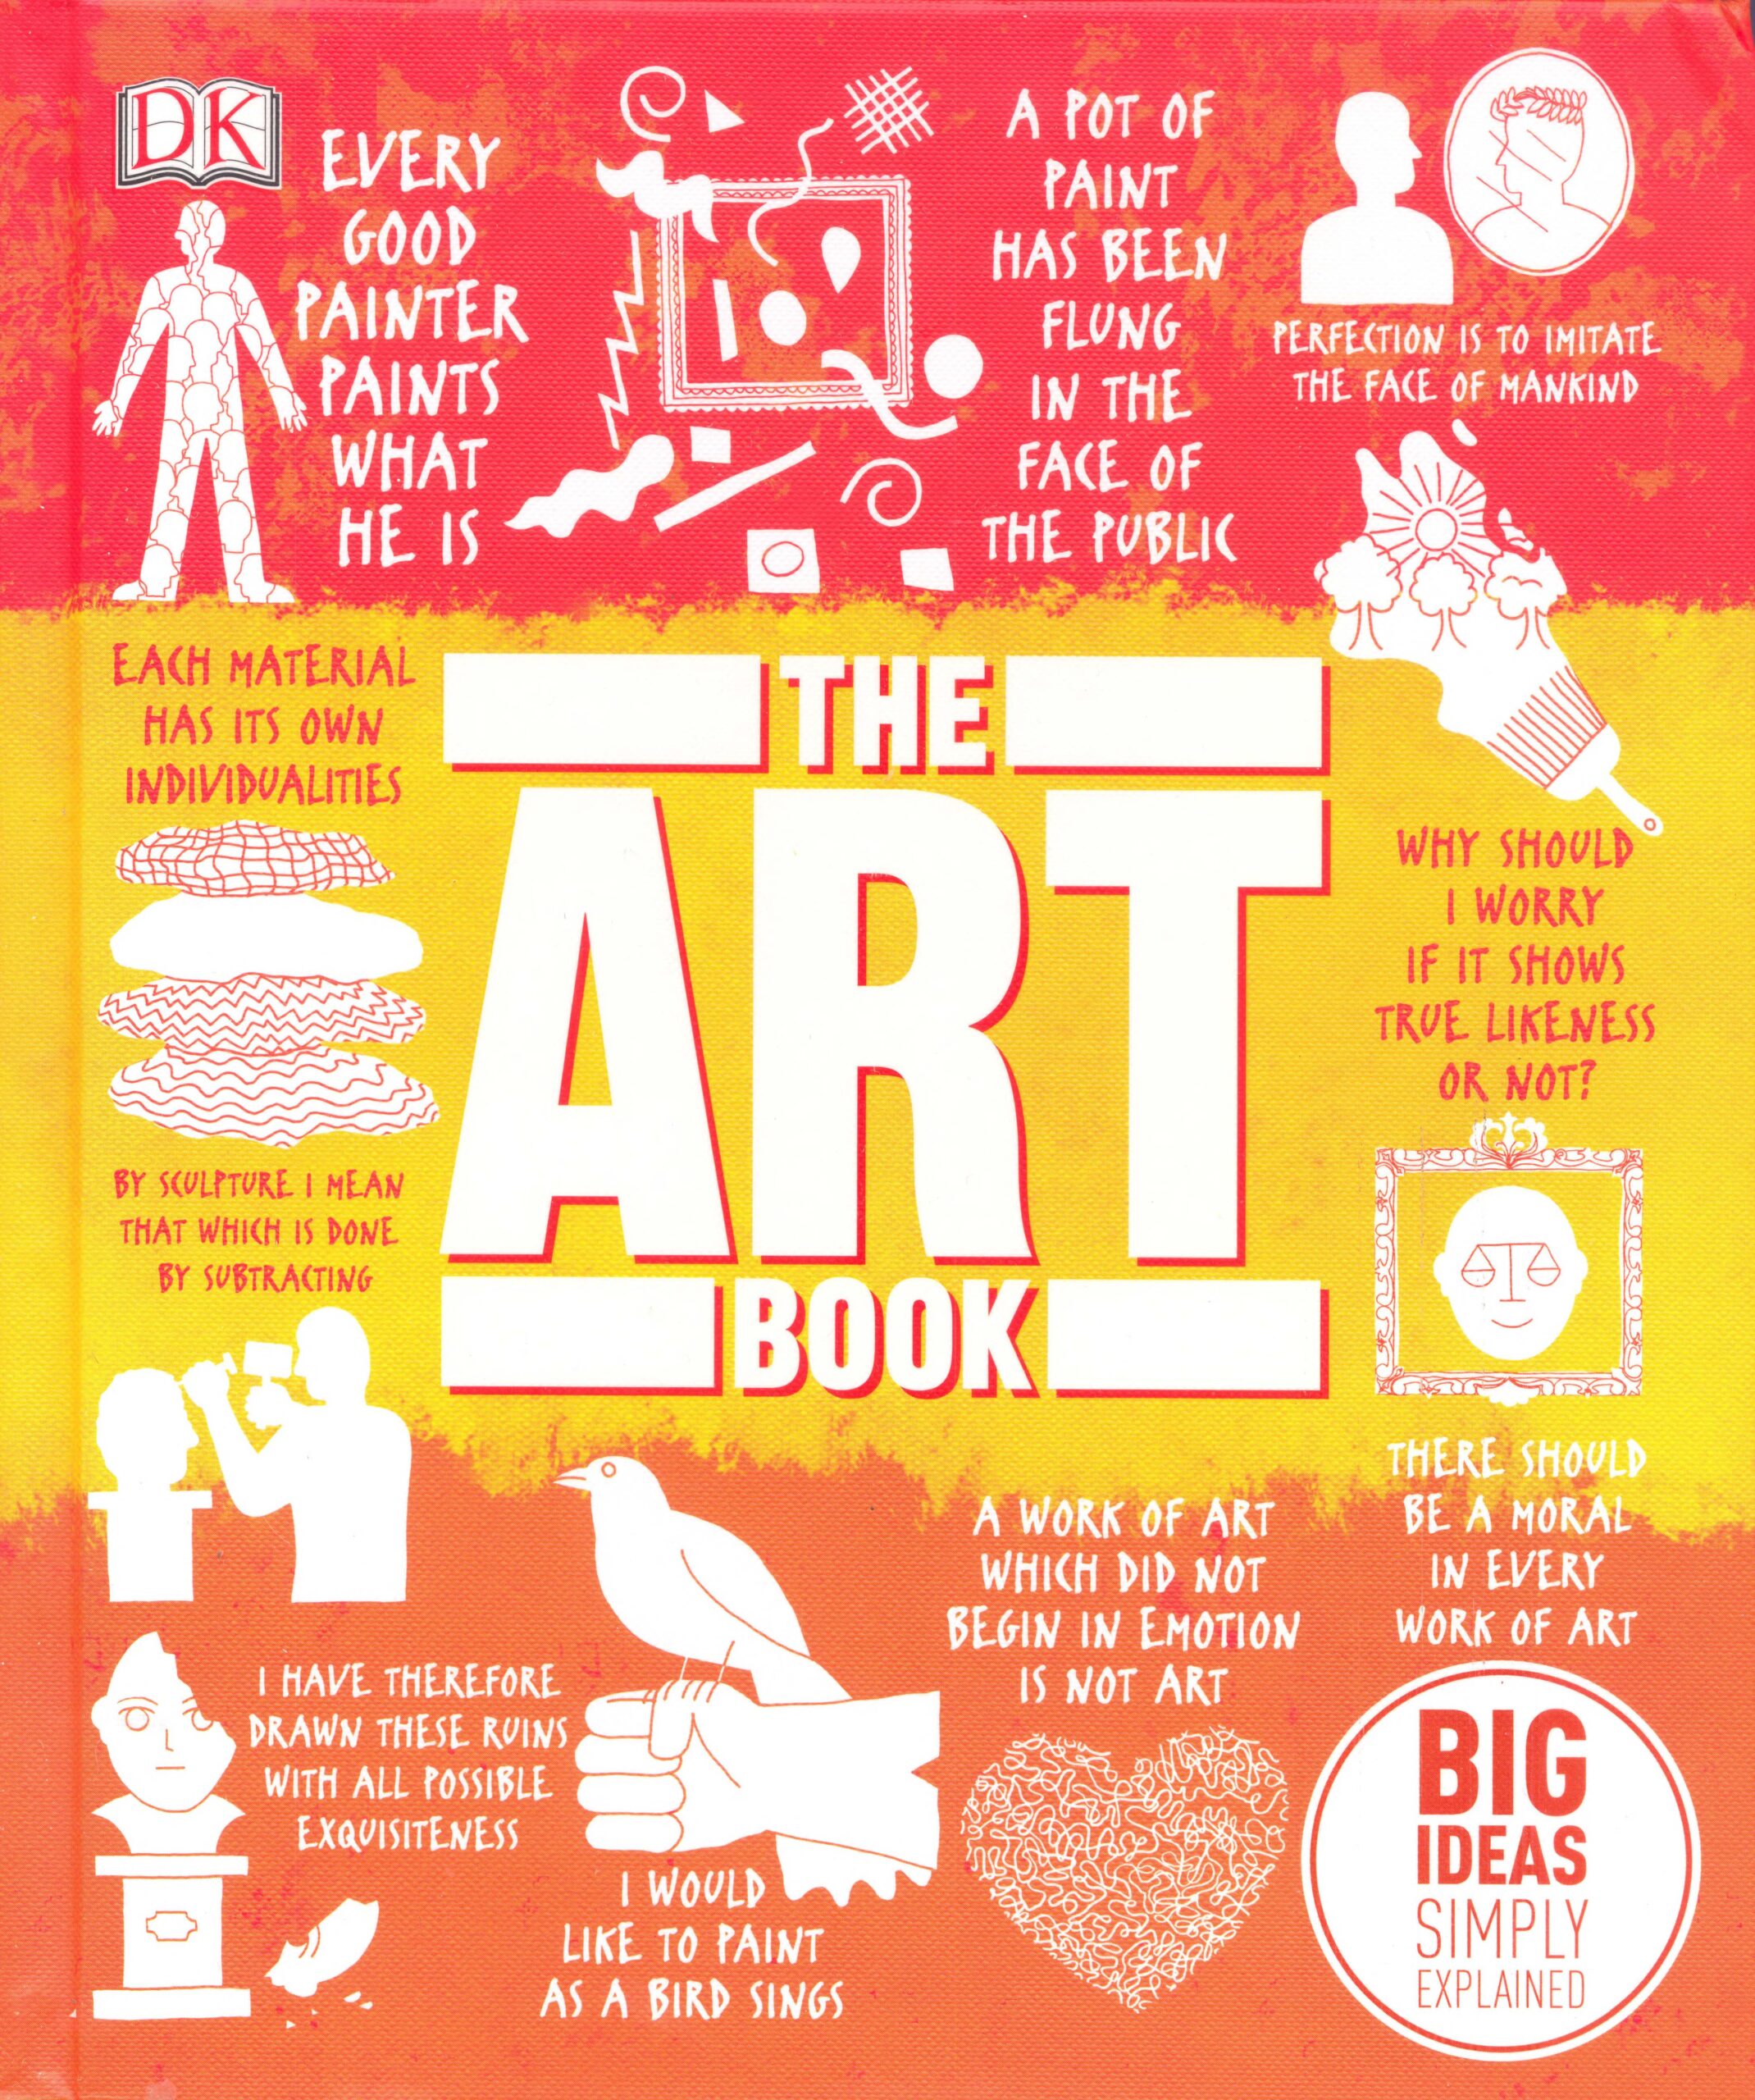 DK
EVERY
GOOD
PAINTER
PAINTS
WHAT
HE IS
A POT OF
PAINT
HAS BEEN
FLUNG
IN THE
FACE OF
THE PUBLIC
PERFECTION IS TO IMITATE
THE FACE OF MANKIND
EACH MATERIAL
HAS ITS OWN
INDIVIDUALITIES
THE
ART
BOOK
WHY SHOULD
I WORRY
IF IT SHOWS
TRUE LIKENESS
OR NOT?
BY SCULPTURE I MEAN
THAT WHICH IS DONE
BY SUBTRACTING
THERE SHOULD
BE A MORAL
IN EVERY
WORK OF ART
A WORK OF ART
WHICH DID NOT
BEGIN IN EMOTION
IS NOT ART
I HAVE THEREFORE
DRAWN THESE RUINS
WITH ALL POSSIBLE
EXQUISITENESS
I WOULD
LIKE TO PAINT
AS A BIRD SINGS
BIG
IDEAS
SIMPLY
EXPLAINED